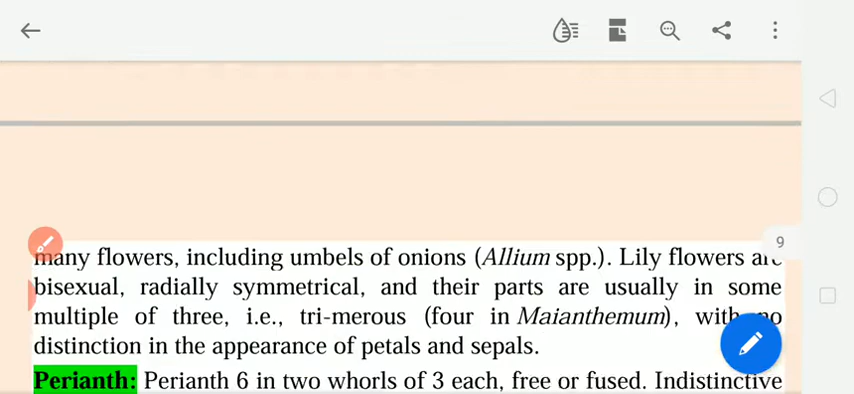 9
many flowers, including umbels of onions (Allium spp.). Lily flowers are
bisexual, radially symmetrical, and their parts are usually in some
multiple of three, i.e., tri-merous (four in Maianthemum), with no
distinction in the appearance of petals and sepals.
Perianth: Perianth 6 in two whorls of 3 each, free or fused. Indistinctive